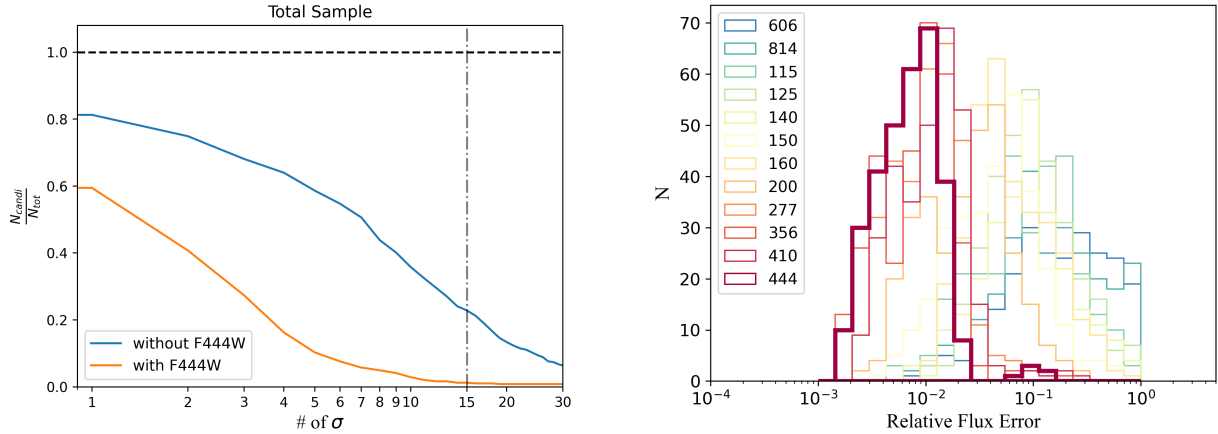 Total Sample
N_candi / N_tot
1.0
0.8
0.6
0.4
0.2
0.0
1 2 3 4 5 6 7 8 9 10 15 20 30
# of σ
without F444W
with F444W
N
70
60
50
40
30
20
10
0
10⁻⁴ 10⁻³ 10⁻² 10⁻¹ 10⁰
Relative Flux Error
606
814
115
125
140
150
160
200
277
356
410
444